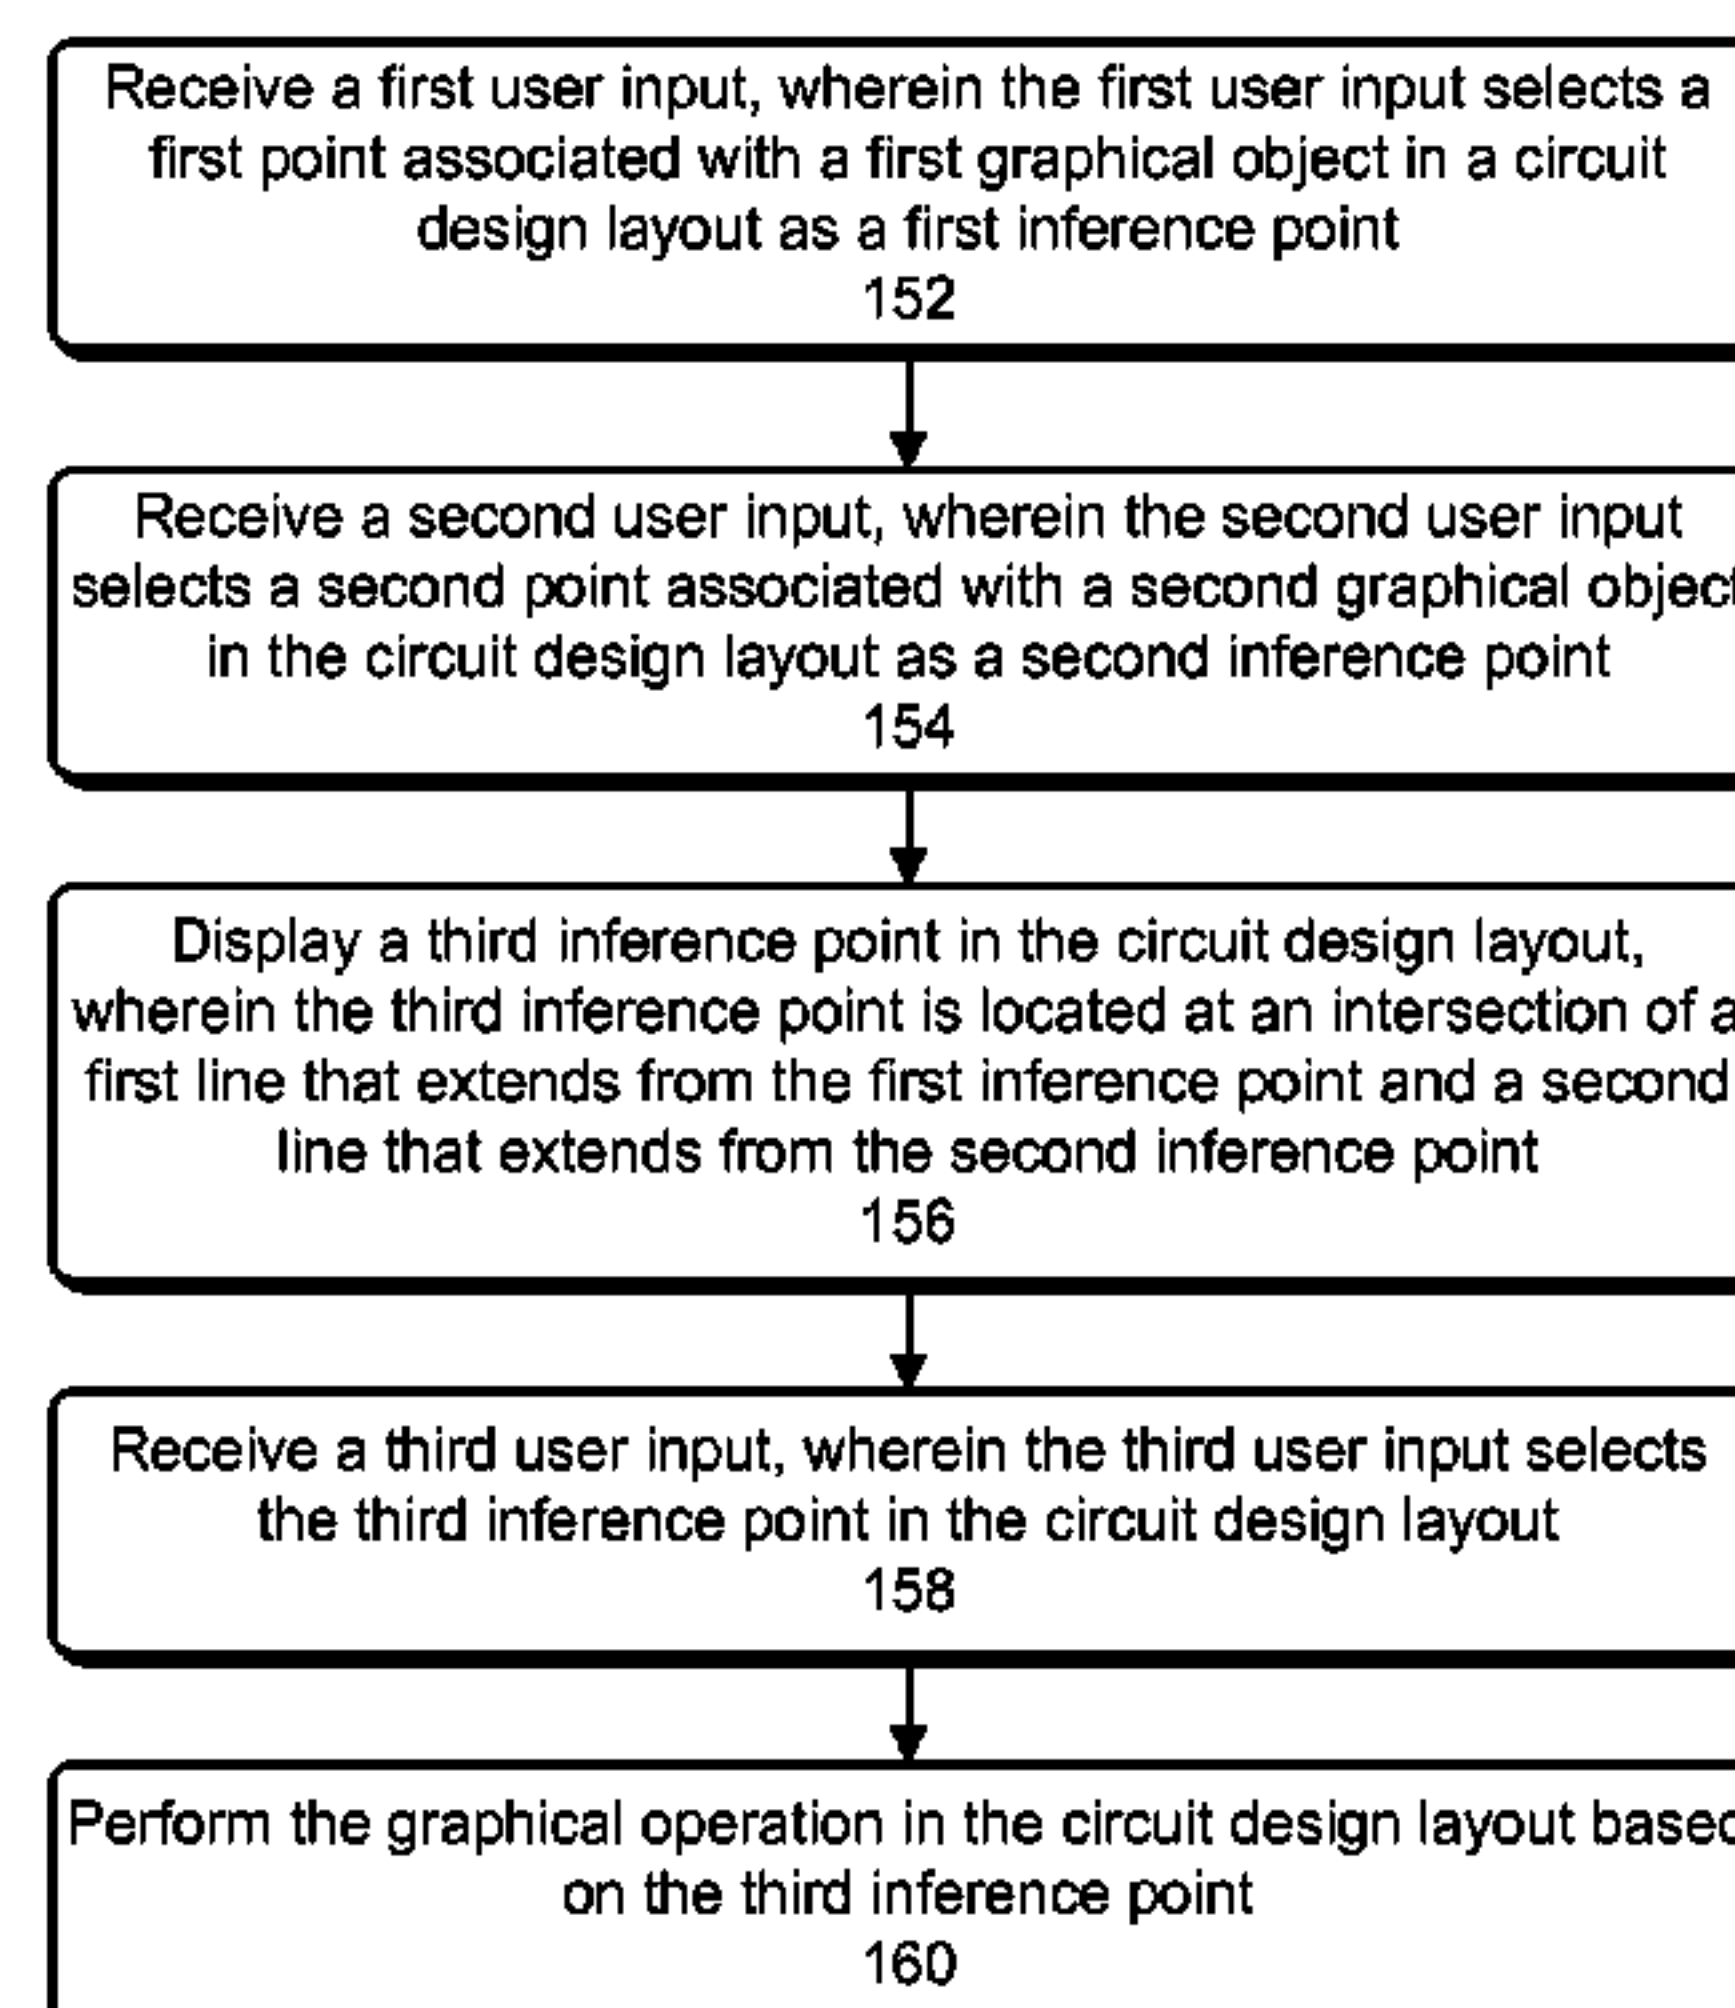 Receive a first user input, wherein the first user input selects a
first point associated with a first graphical object in a circuit
design layout as a first inference point
152
Receive a second user input, wherein the second user input
selects a second point associated with a second graphical object
in the circuit design layout as a second inference point
154
Display a third inference point in the circuit design layout,
wherein the third inference point is located at an intersection of a
first line that extends from the first inference point and a second
line that extends from the second inference point
156
Receive a third user input, wherein the third user input selects
the third inference point in the circuit design layout
158
Perform the graphical operation in the circuit design layout based
on the third inference point
160